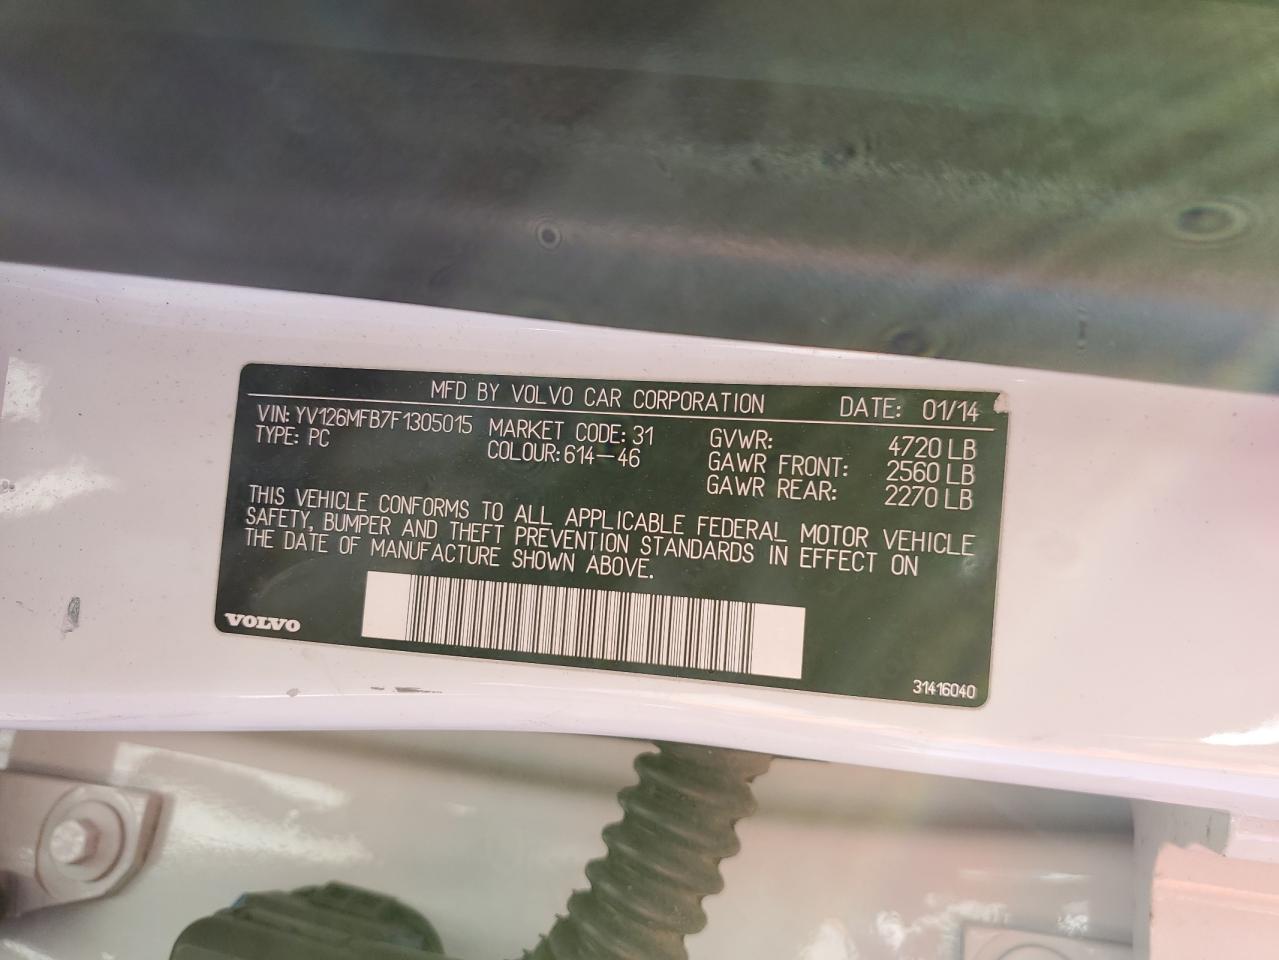 MFD BY VOLVO CAR CORPORATION DATE: 01/14
VIN: YV126MFB7F1305015 MARKET CODE: 31 GVWR: 4720 LB
TYPE: PC COLOUR: 614-46 GAWR FRONT: 2560 LB
GAWR REAR: 2270 LB
THIS VEHICLE CONFORMS TO ALL APPLICABLE FEDERAL MOTOR VEHICLE
SAFETY, BUMPER AND THEFT PREVENTION STANDARDS IN EFFECT ON
THE DATE OF MANUFACTURE SHOWN ABOVE.
VOLVO
31416040